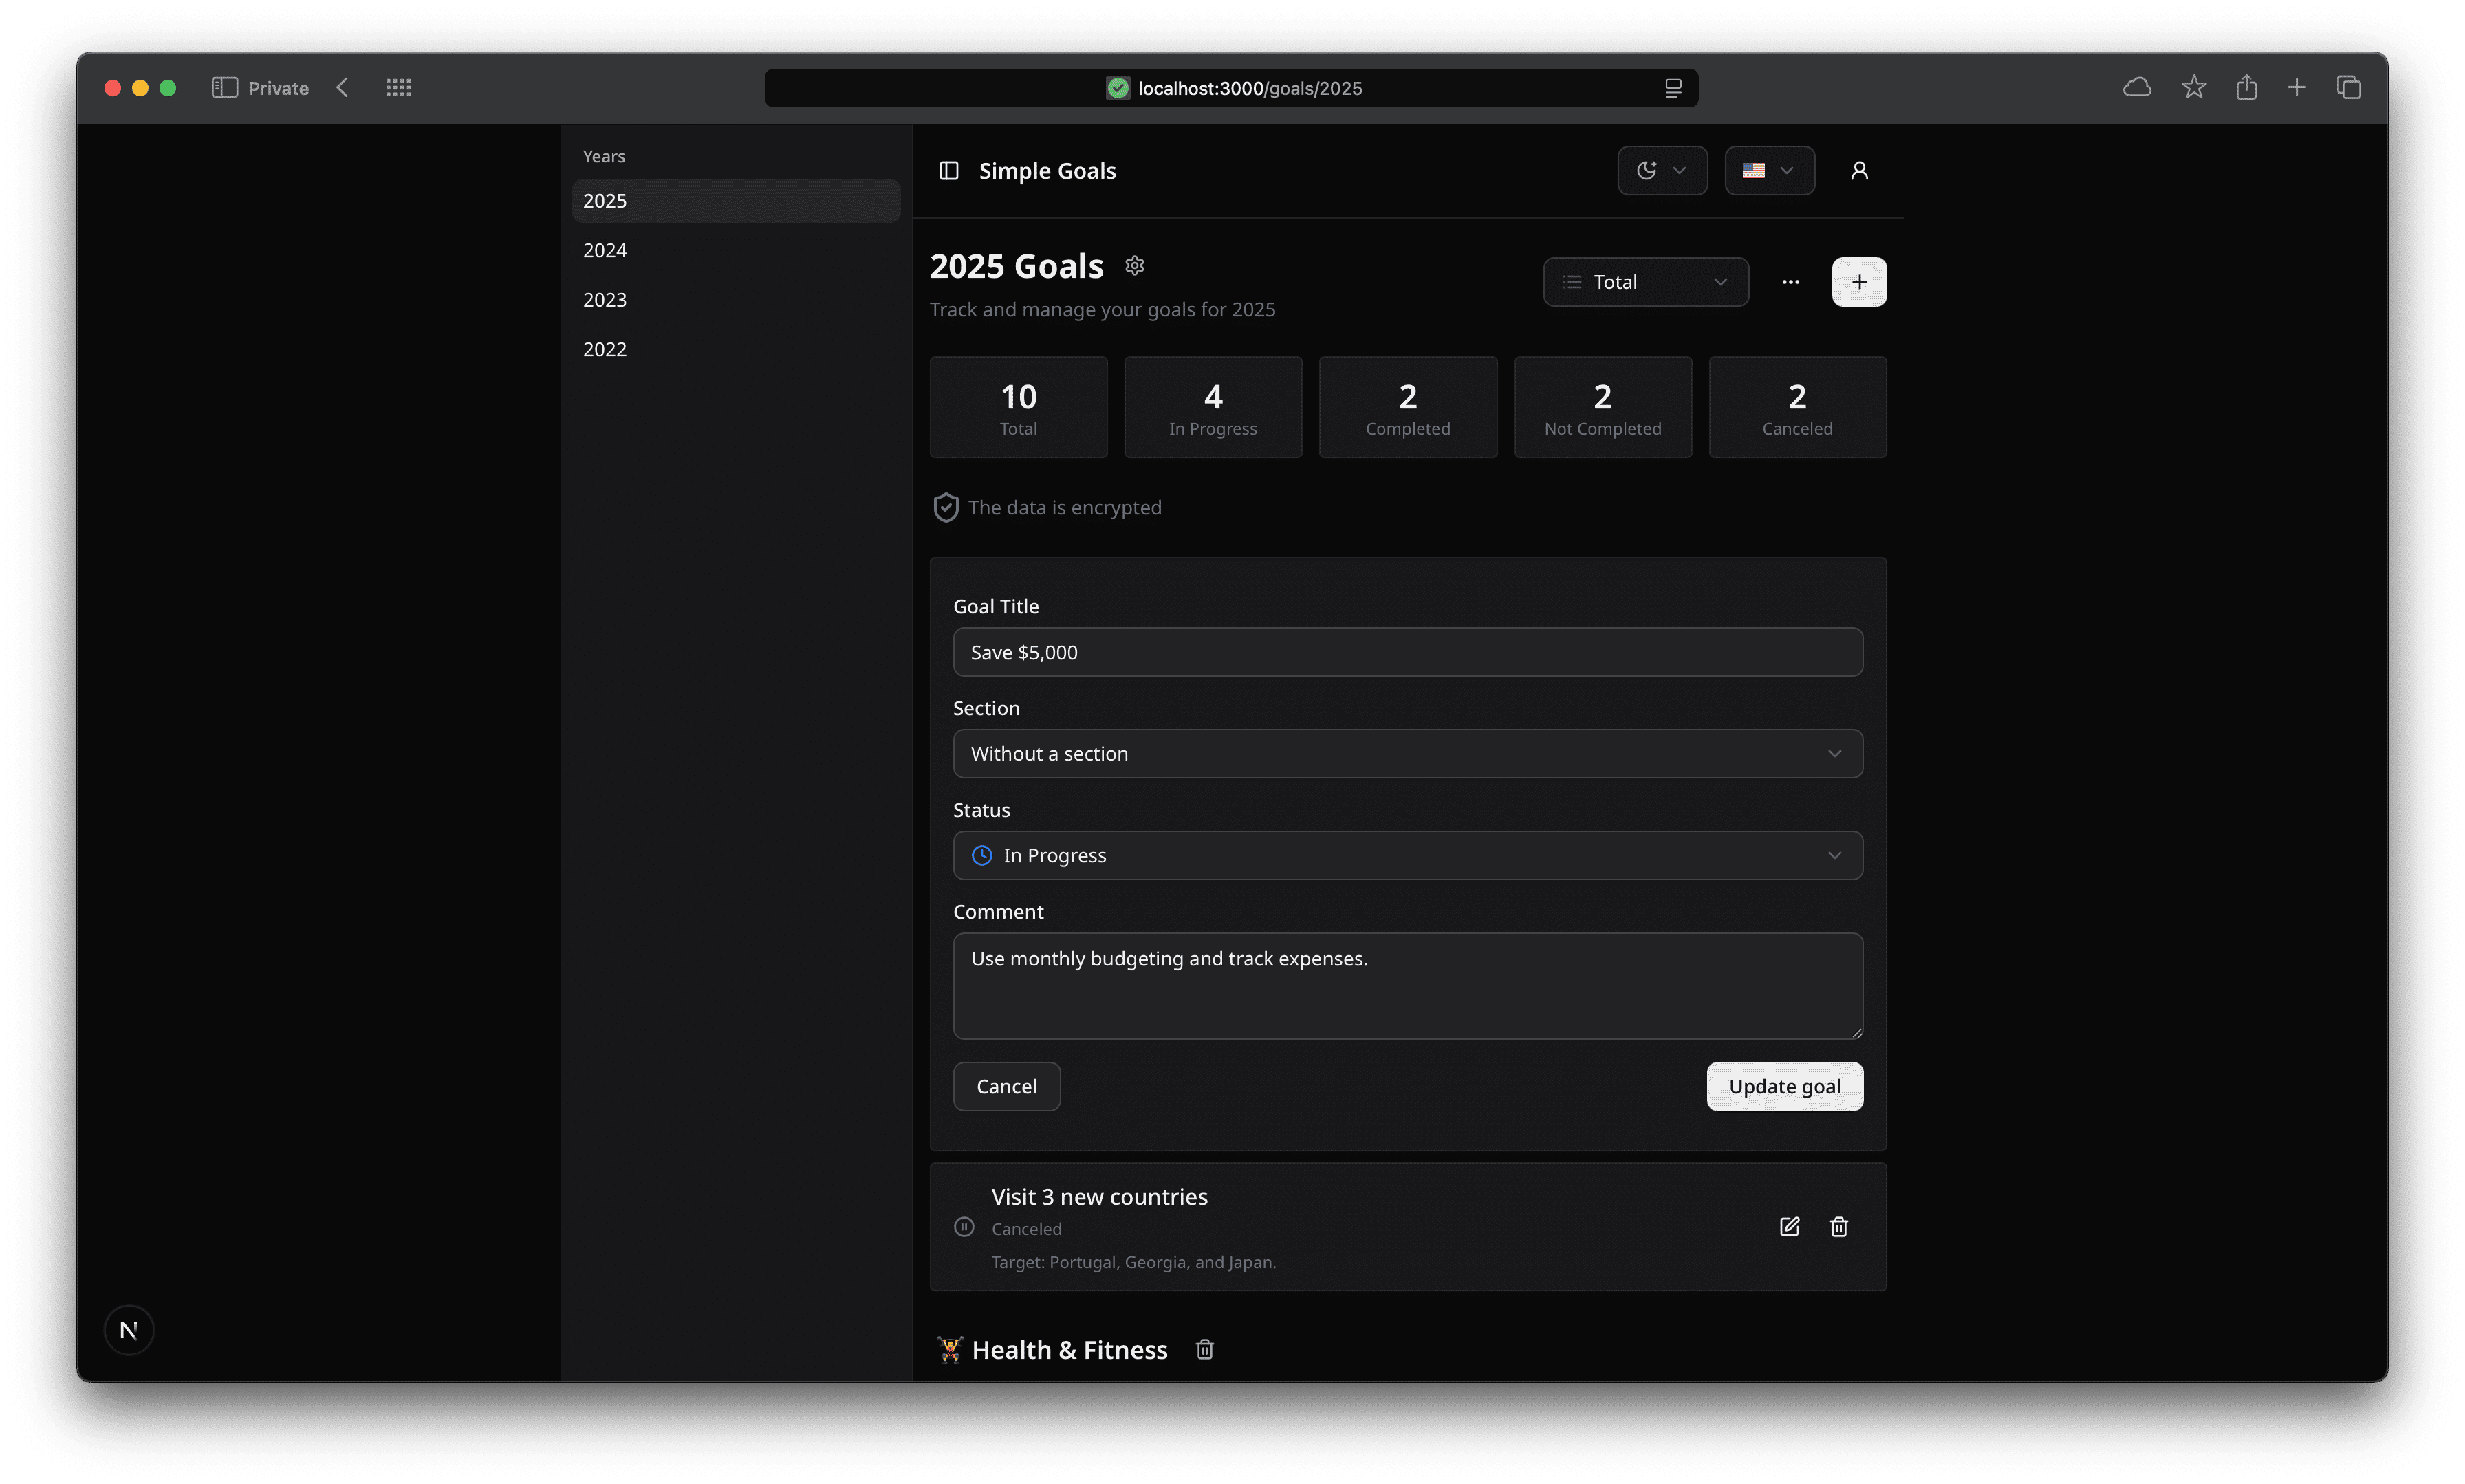 Private
localhost:3000/goals/2025
Years
2025
2024
2023
2022
Simple Goals
2025 Goals
Track and manage your goals for 2025
Total
10
Total
4
In Progress
2
Completed
2
Not Completed
2
Canceled
The data is encrypted
Goal Title
Save $5,000
Section
Without a section
Status
In Progress
Comment
Use monthly budgeting and track expenses.
Cancel
Update goal
Visit 3 new countries
Canceled
Target: Portugal, Georgia, and Japan.
N
Health & Fitness